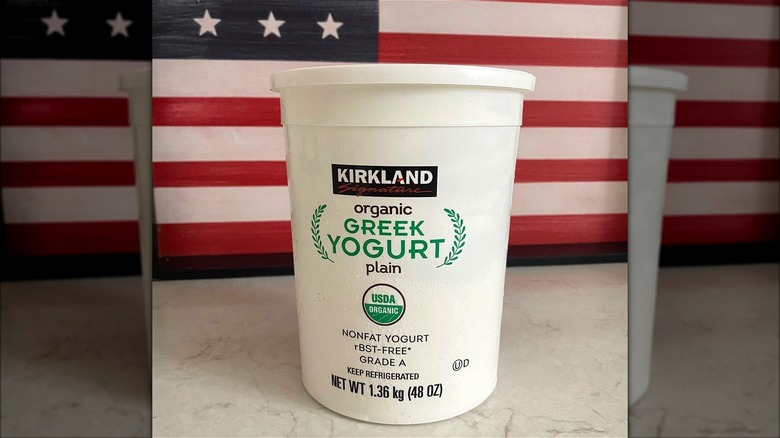 KIRKLAND
Signature
organic
GREEK
YOGURT
plain
USDA
ORGANIC
NONFAT YOGURT
rBST-FREE*
GRADE A
U D
KEEP REFRIGERATED
NET WT 1.36 kg (48 OZ)